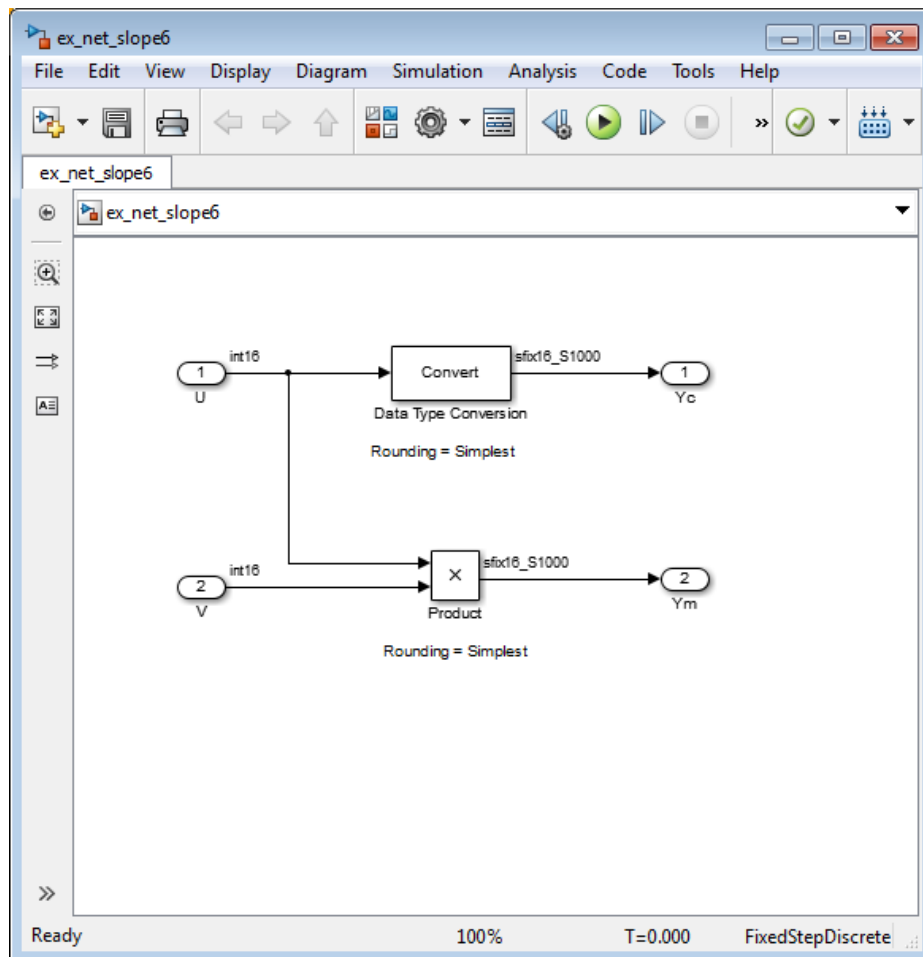 ex_net_slope6
File Edit View Display Diagram Simulation Analysis Code Tools Help
»
ex_net_slope6
ex_net_slope6
int16
1
U
Convert
sfix16_S1000
1
Yc
Data Type Conversion
Rounding = Simplest
int16
2
V
×
sfix16_S1000
2
Ym
Product
Rounding = Simplest
»
Ready 100% T=0.000 FixedStepDiscrete